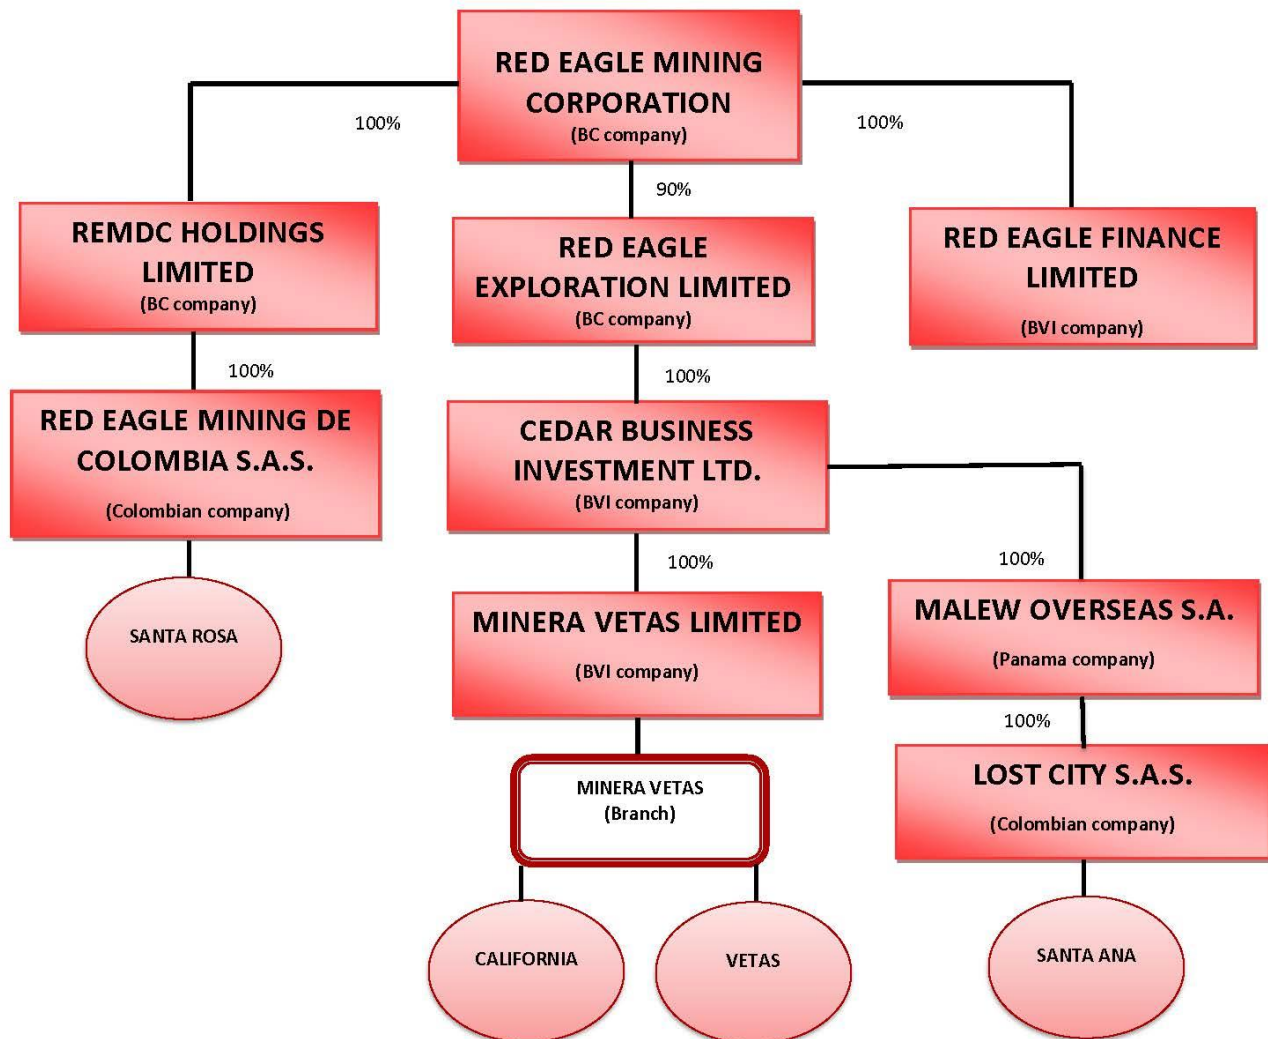 RED EAGLE MINING
CORPORATION
(BC company)
100%
100%
90%
REMDC HOLDINGS
LIMITED
(BC company)
RED EAGLE
EXPLORATION LIMITED
(BC company)
RED EAGLE FINANCE
LIMITED
(BVI company)
100%
100%
RED EAGLE MINING DE
COLOMBIA S.A.S.
(Colombian company)
CEDAR BUSINESS
INVESTMENT LTD.
(BVI company)
100%
100%
SANTA ROSA
MINERA VETAS LIMITED
(BVI company)
MALEW OVERSEAS S.A.
(Panama company)
100%
MINERA VETAS
(Branch)
LOST CITY S.A.S.
(Colombian company)
CALIFORNIA
VETAS
SANTA ANA